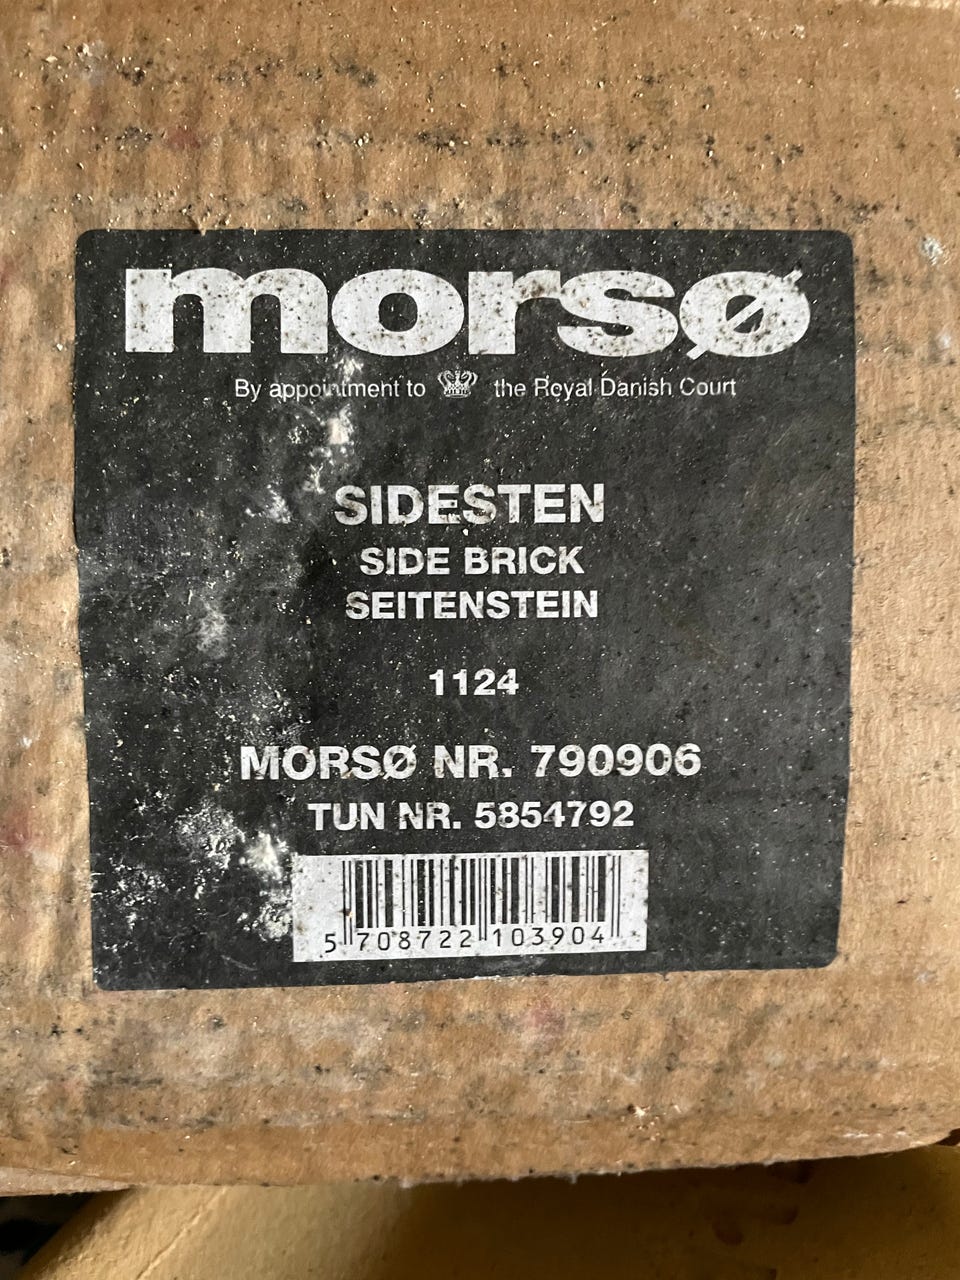 morsø
By appointment to the Royal Danish Court
SIDESTEN
SIDE BRICK
SEITENSTEIN
1124
MORSØ NR. 790906
TUN NR. 5854792
5 708722 103904